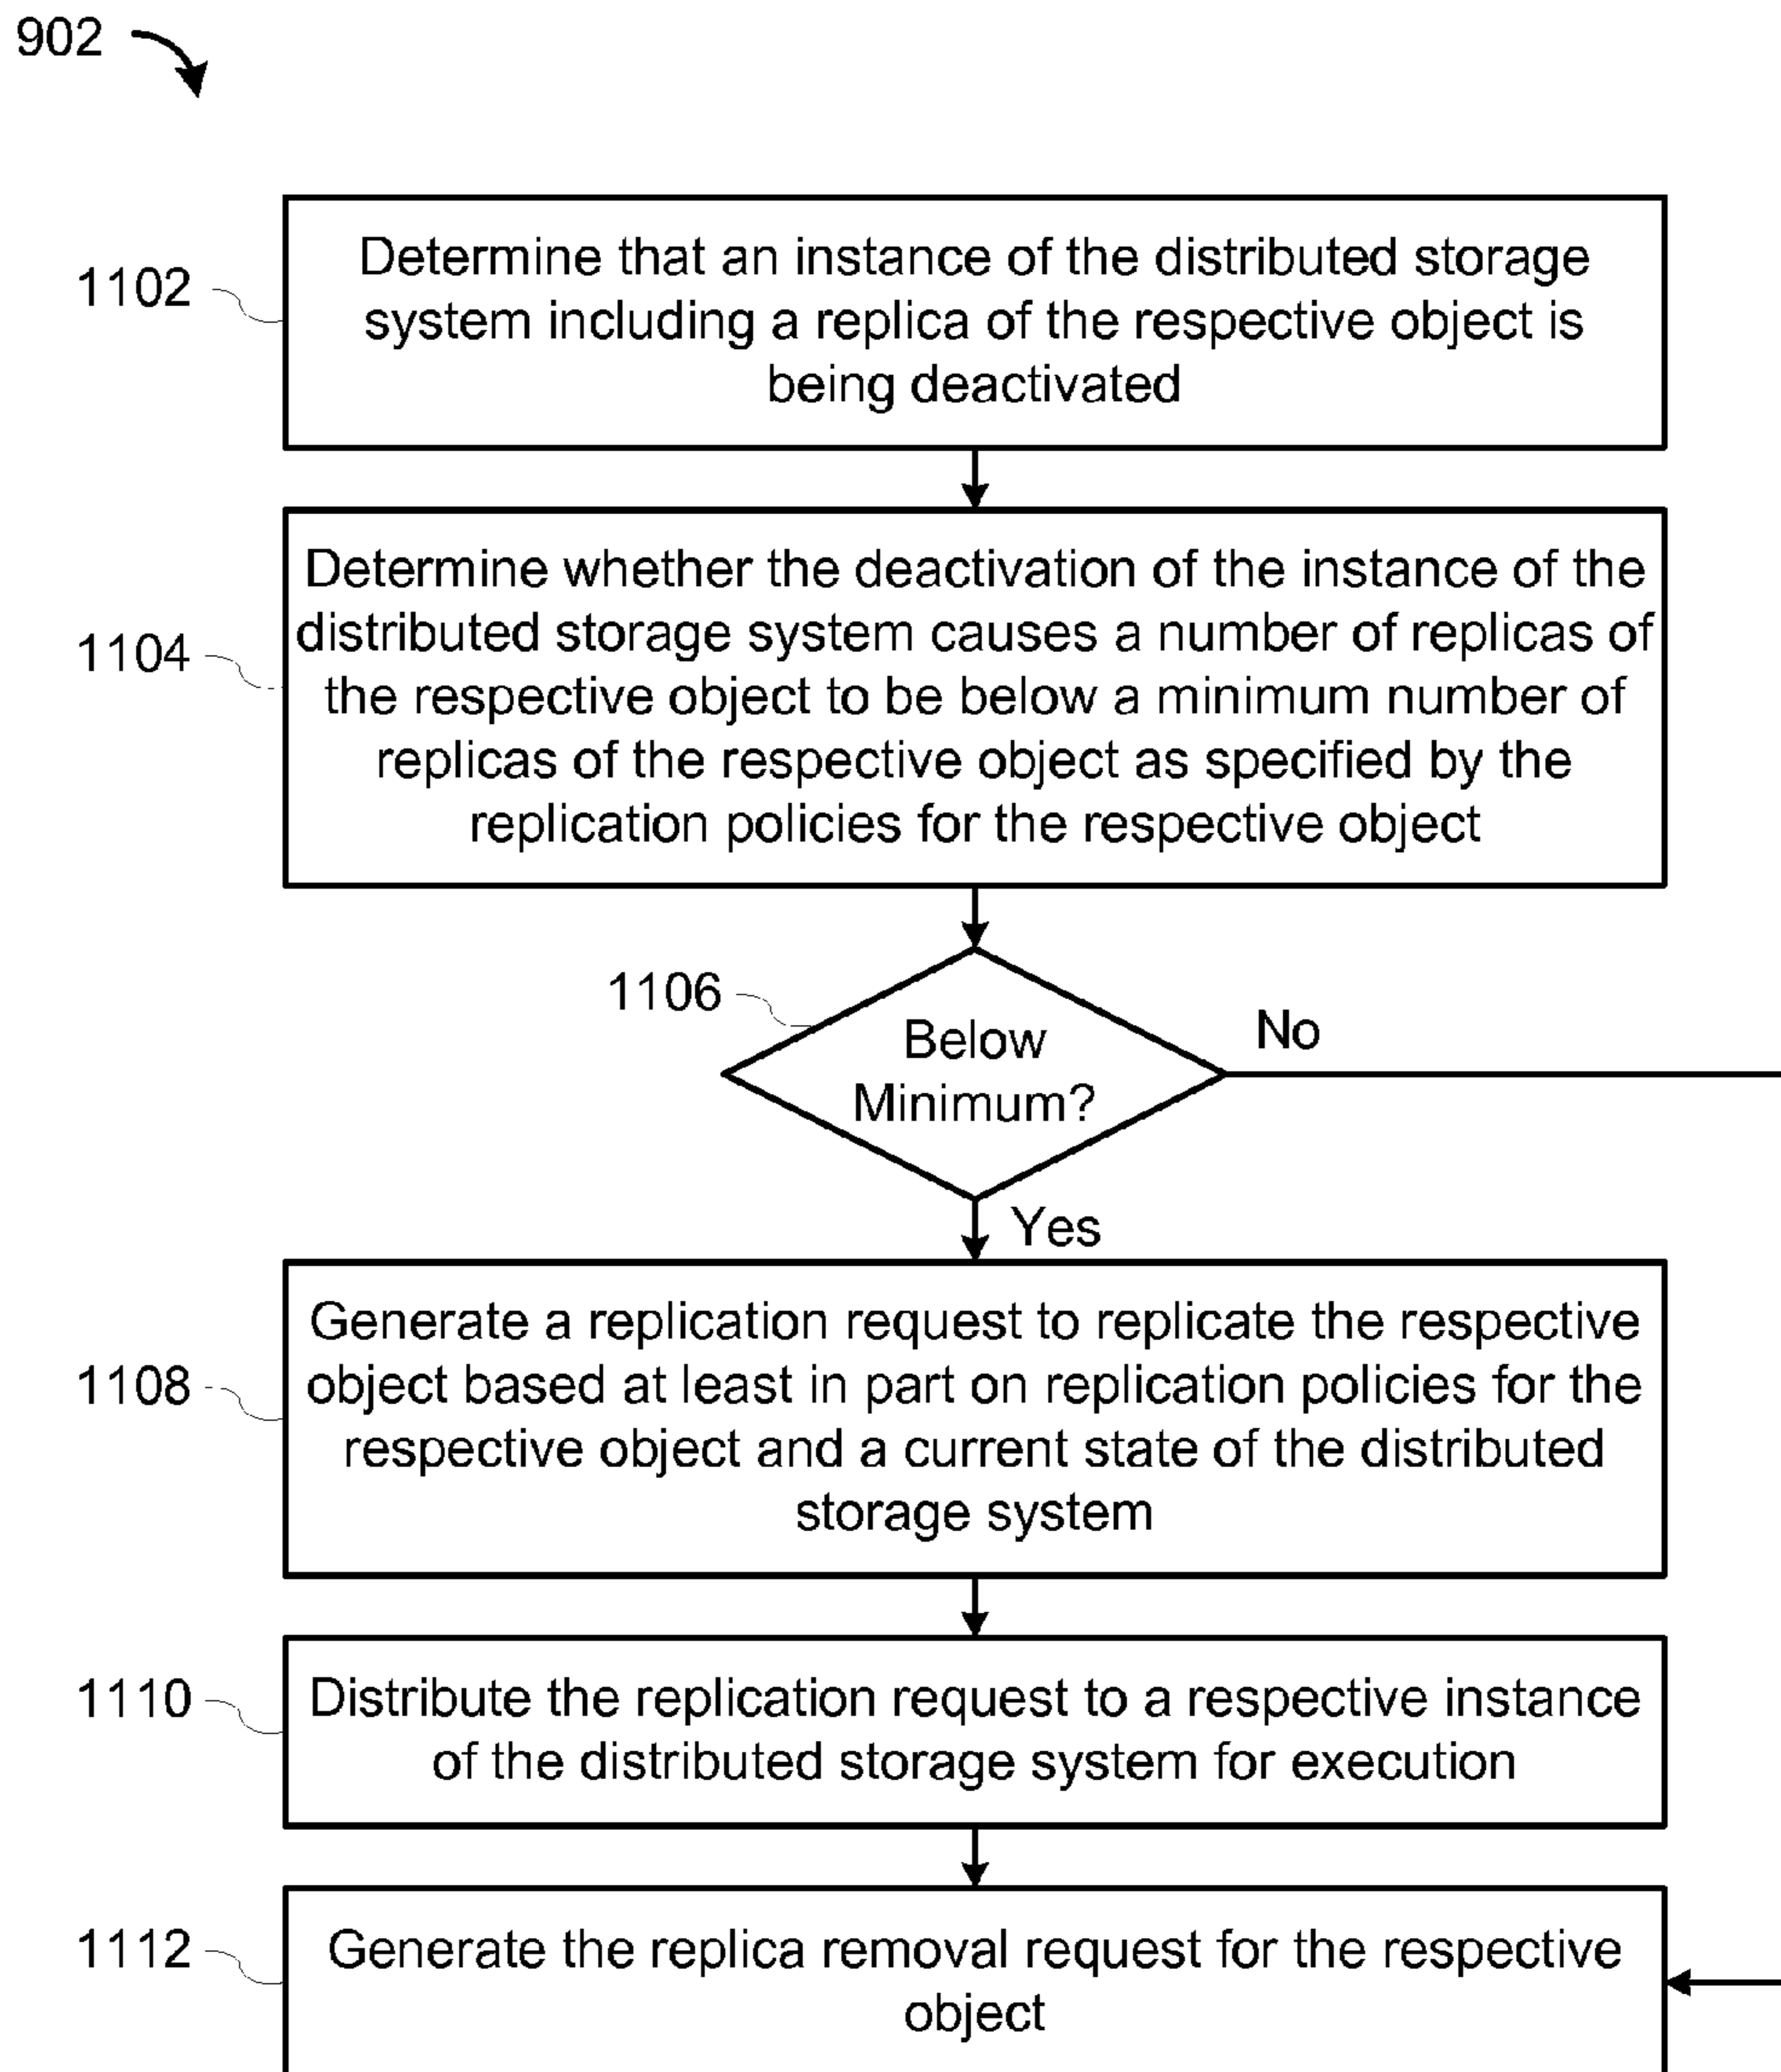 902
1102
Determine that an instance of the distributed storage
system including a replica of the respective object is
being deactivated
1104
Determine whether the deactivation of the instance of the
distributed storage system causes a number of replicas of
the respective object to be below a minimum number of
replicas of the respective object as specified by the
replication policies for the respective object
1106
Below
Minimum?
No
Yes
1108
Generate a replication request to replicate the respective
object based at least in part on replication policies for the
respective object and a current state of the distributed
storage system
1110
Distribute the replication request to a respective instance
of the distributed storage system for execution
1112
Generate the replica removal request for the respective
object